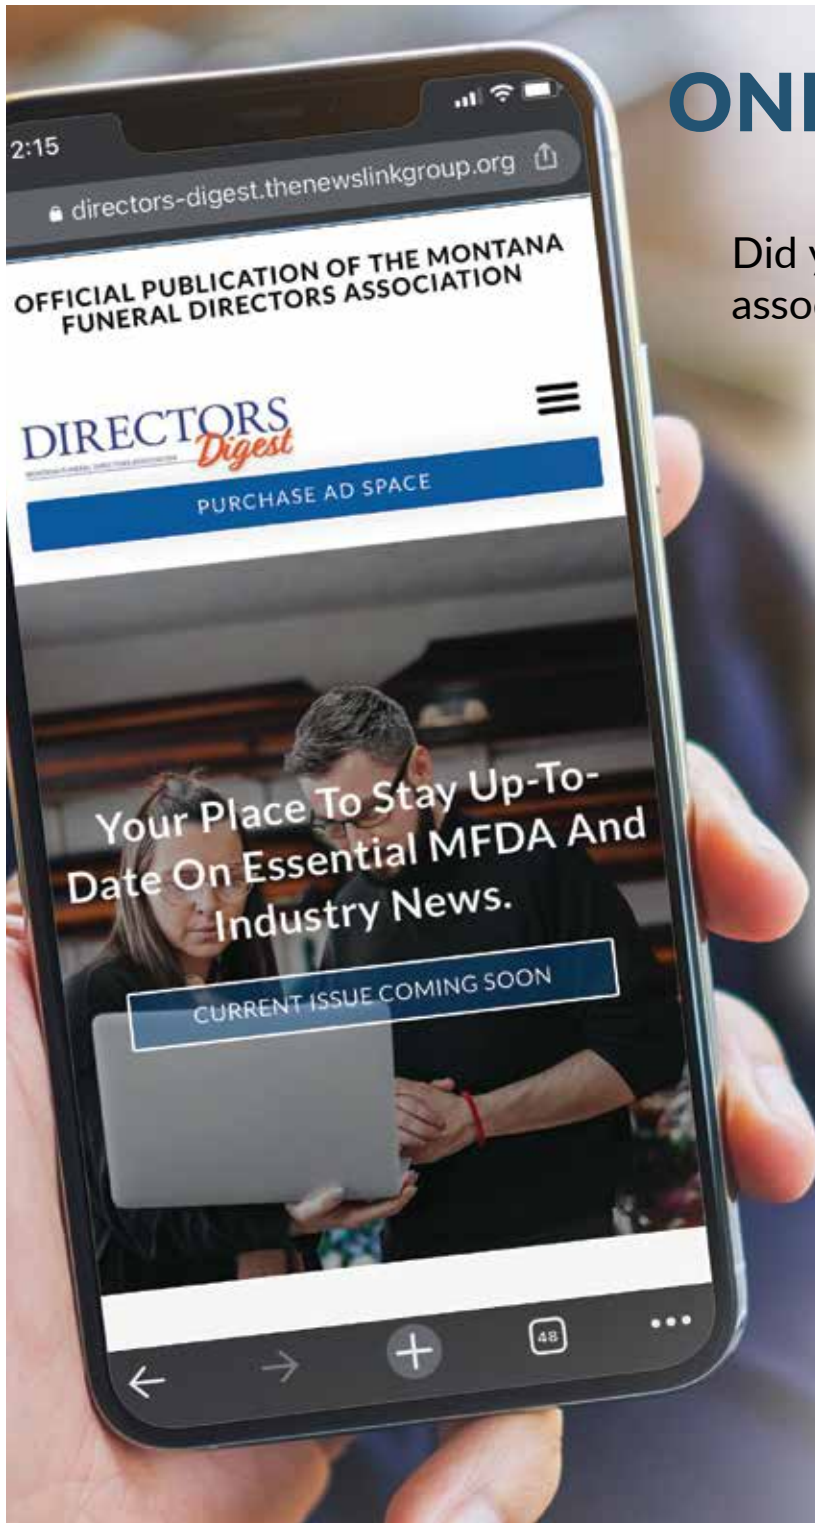 ON
Did y
asso
2:15
directors-digest.thenewslinkgroup.org
OFFICIAL PUBLICATION OF THE MONTANA
FUNERAL DIRECTORS ASSOCIATION
DIRECTORS
Digest
PURCHASE AD SPACE
Your Place To Stay Up-To-
Date On Essential MFDA And
Industry News.
CURRENT ISSUE COMING SOON
48